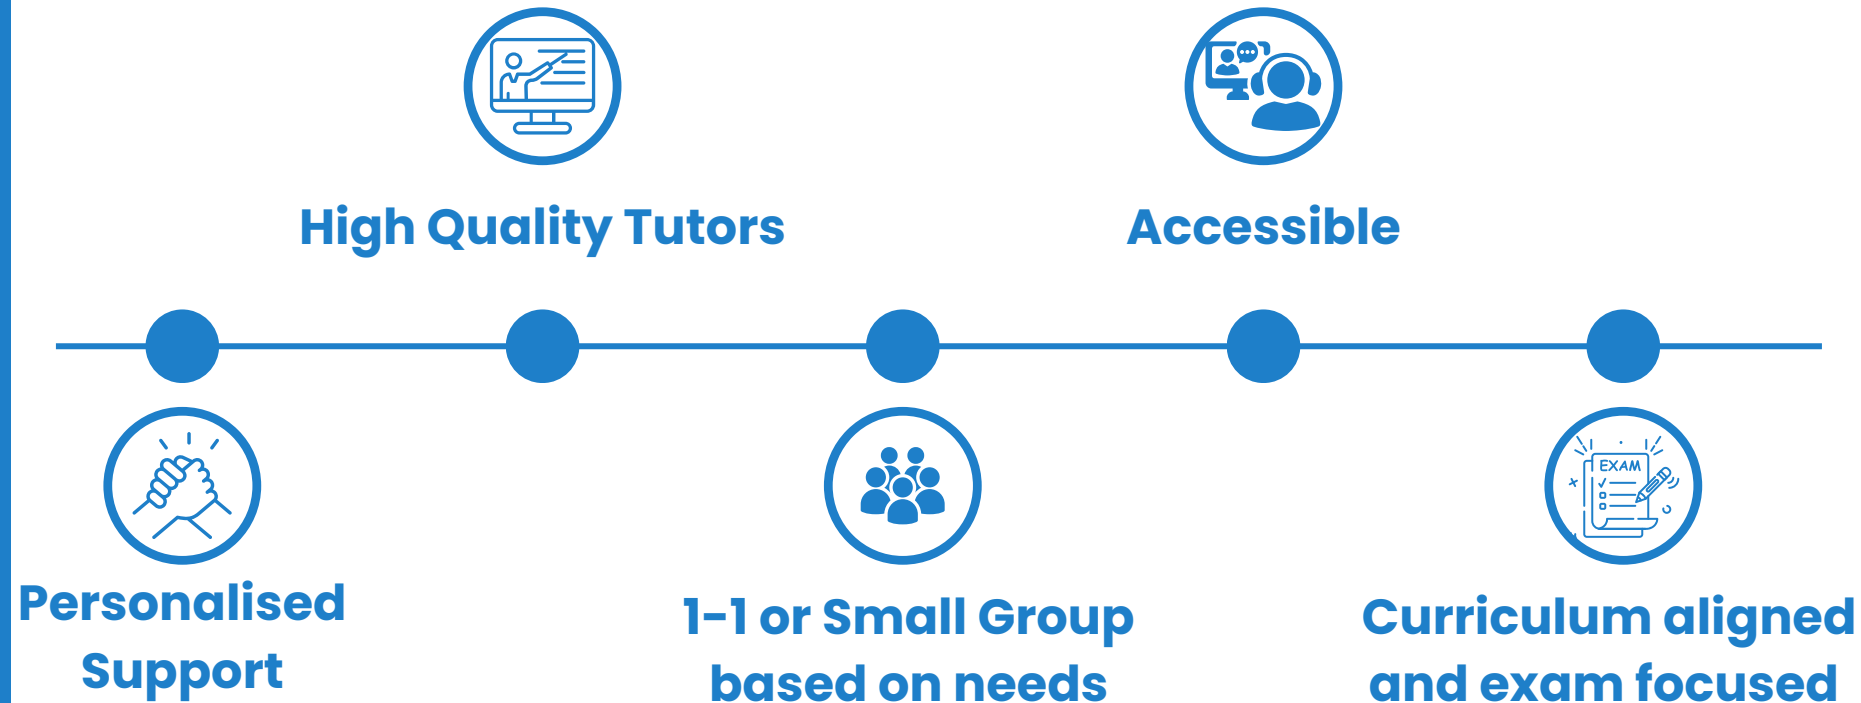 High Quality Tutors
Accessible
EXAM
Personalised
Support
1-1 or Small Group
based on needs
Curriculum aligned
and exam focused